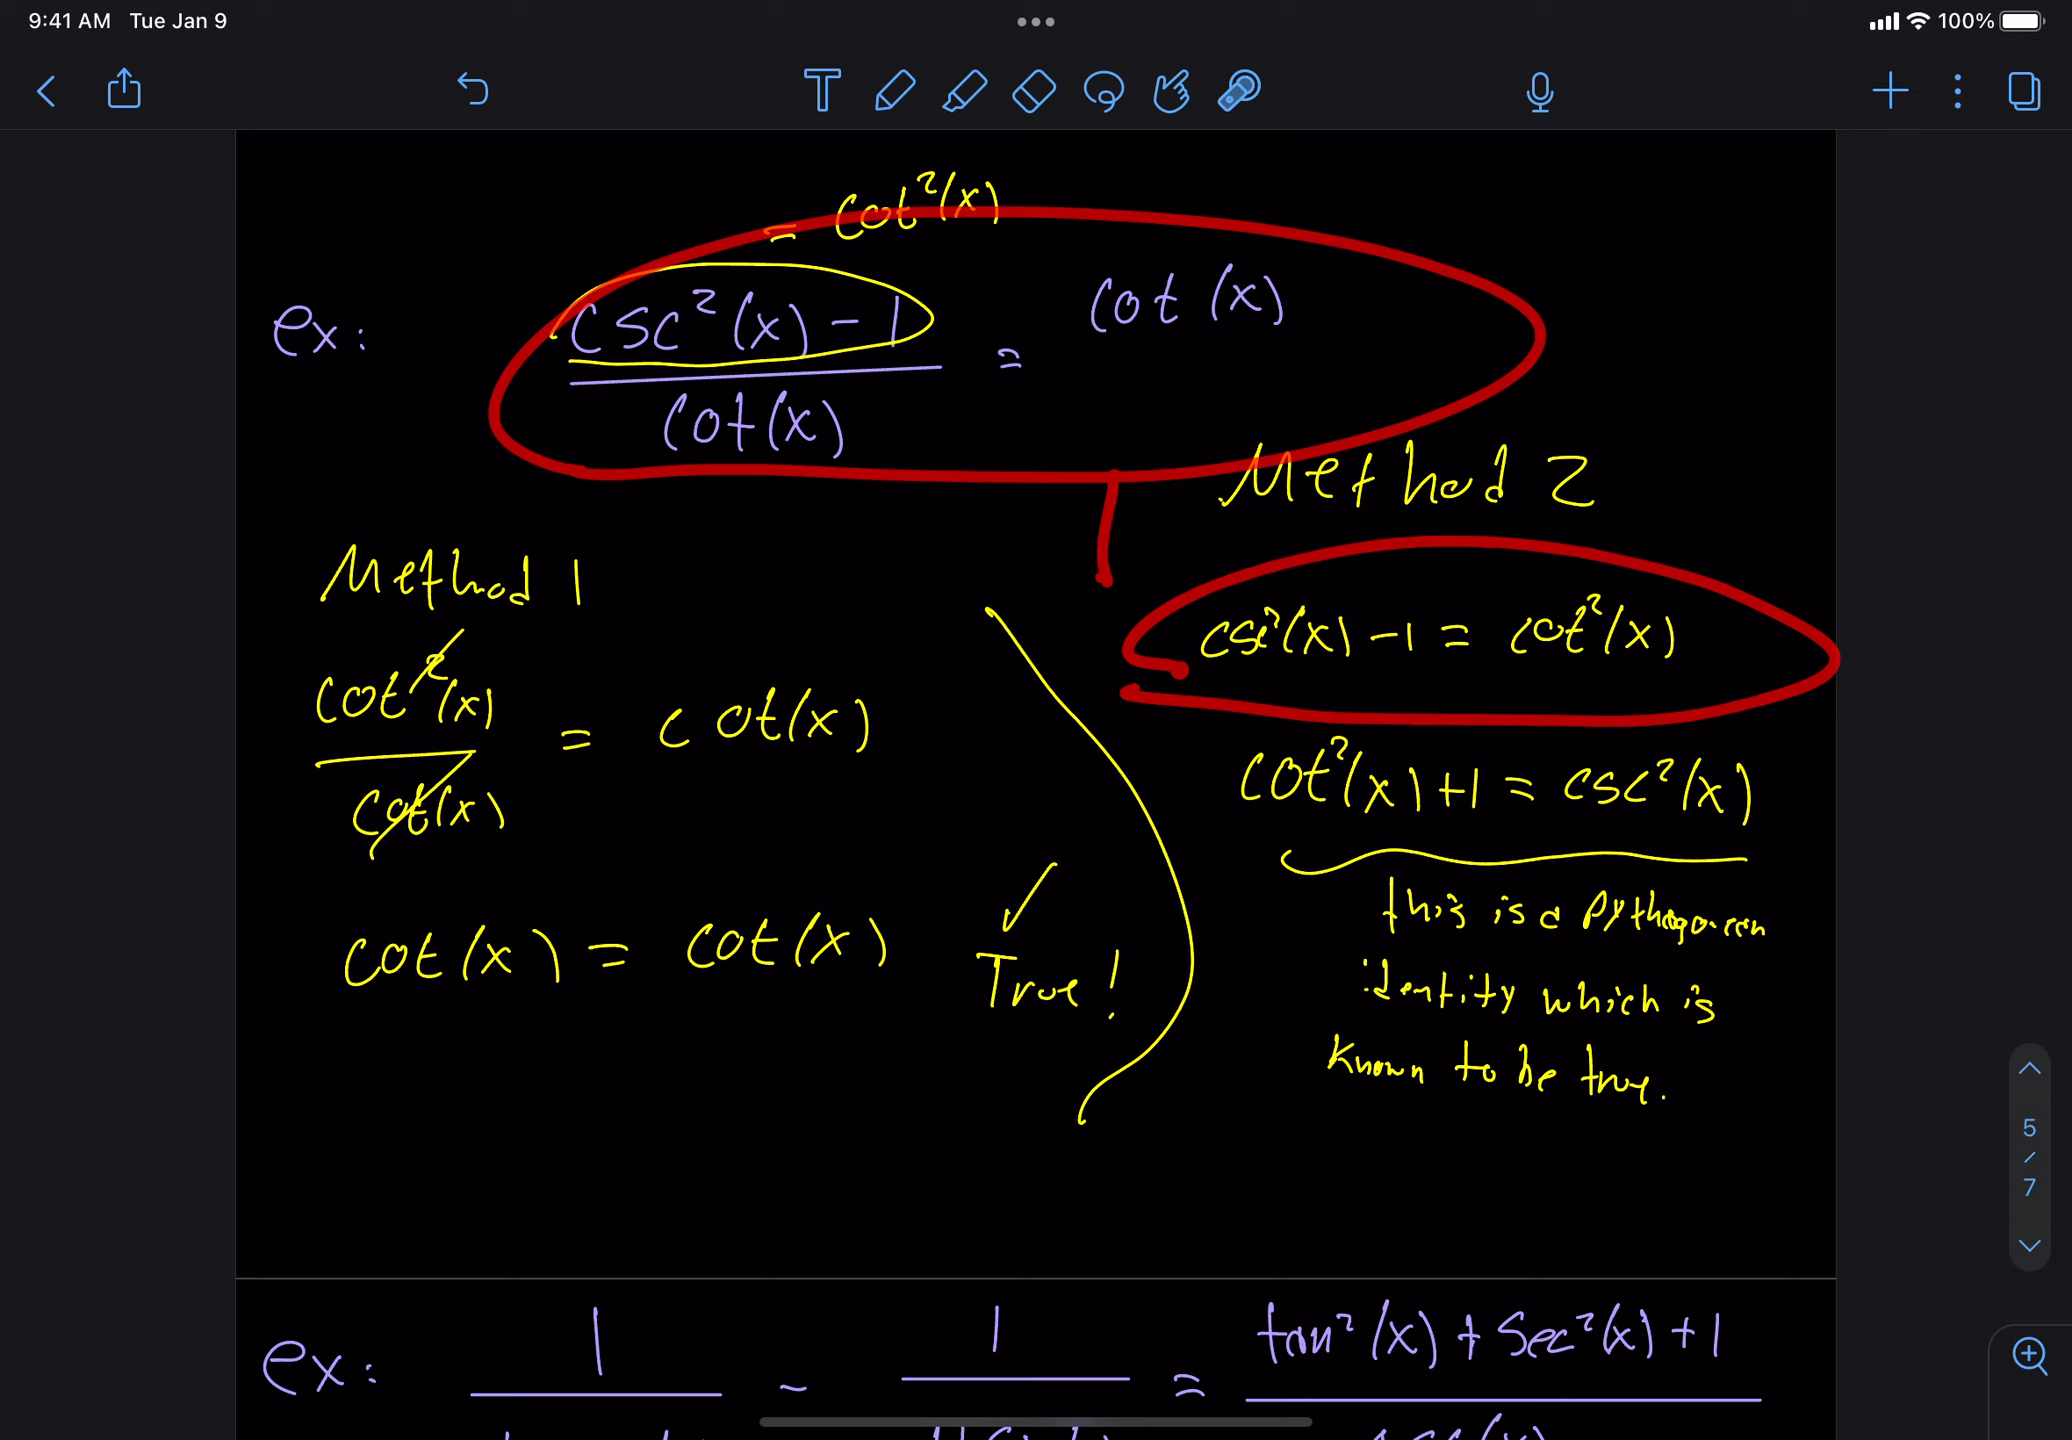 9:41 AM Tue Jan 9
100%
= cot²(x)
ex:
csc²(x) - 1
cot(x)
=
cot (x)
Method 2
Method 1
csc²(x) - 1 = cot²(x)
cot²(x)
cot(x)
= cot(x)
cot²(x) + 1 = csc²(x)
this is a Pythagorean
identity which is
known to be true.
cot(x) = cot(x)
True!
5
/
7
ex:
1
-
1
=
tan²(x) + sec²(x) + 1